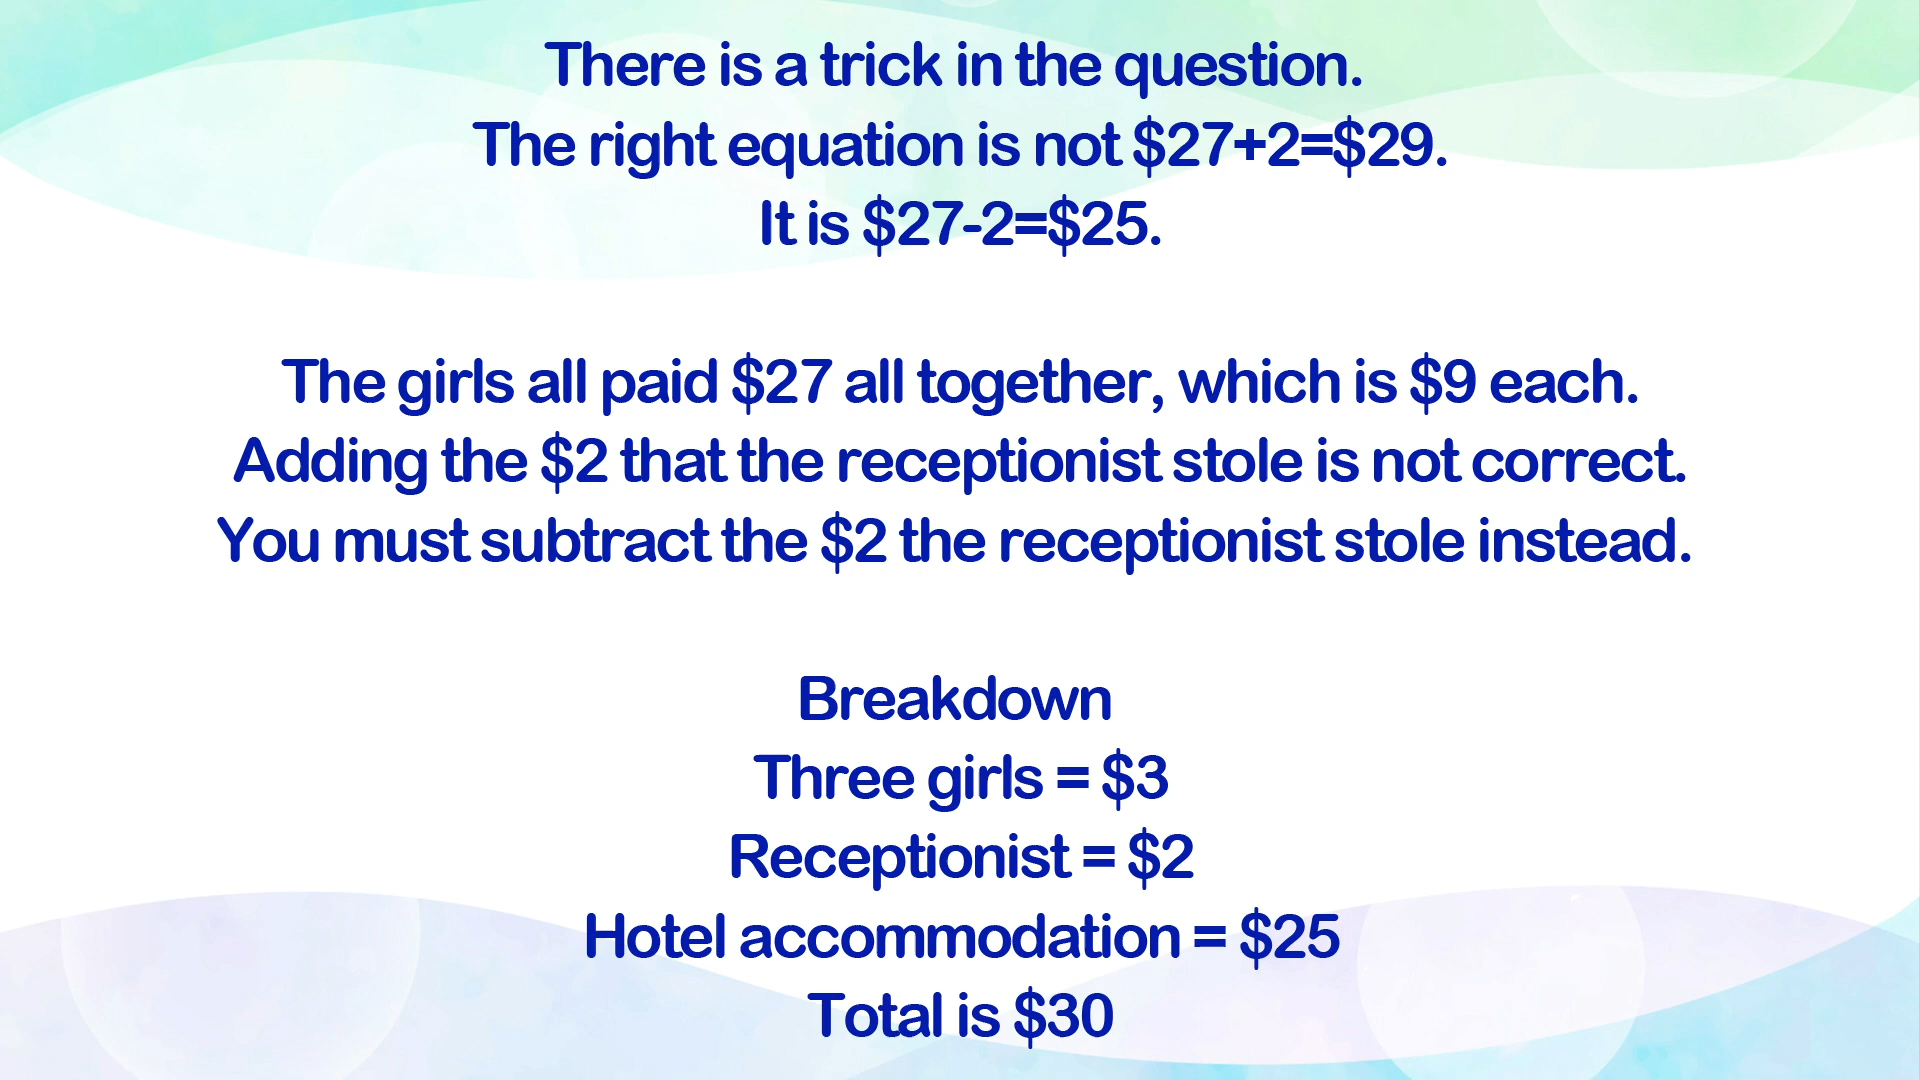 There is a trick in the question.
The right equation is not $27+2=$29.
It is $27-2=$25.
The girls all paid $27 all together, which is $9 each.
Adding the $2 that the receptionist stole is not correct.
You must subtract the $2 the receptionist stole instead.
Breakdown
Three girls = $3
Receptionist = $2
Hotel accommodation = $25
Total is $30